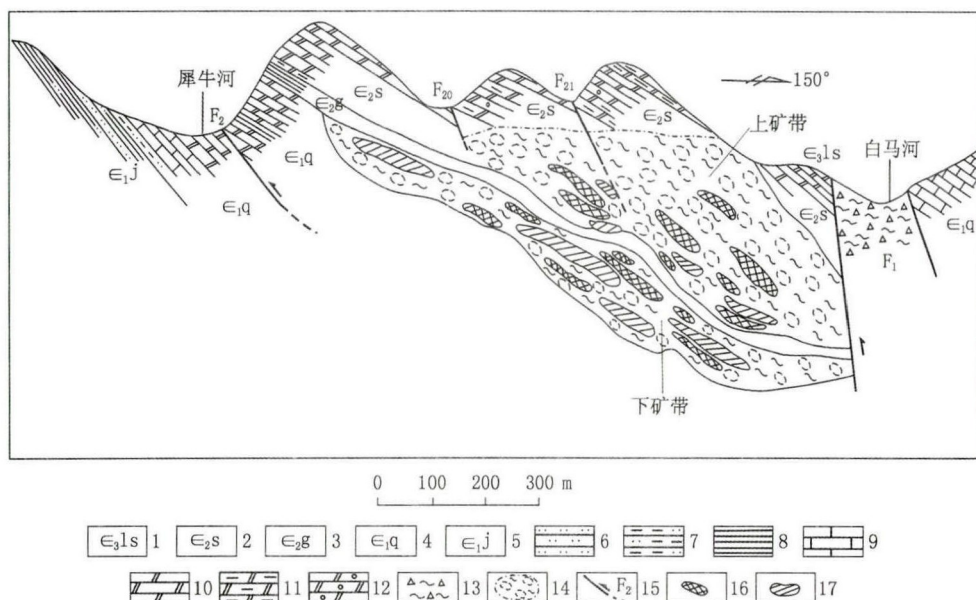 犀牛河
F₂
∈₁j
∈₁q
∈₁q
∈₂g
∈₂s
F₂₀
∈₂s
F₂₁
∈₂s
150°
上矿带
∈₃ls
白马河
∈₂s
F₁
∈₁q
下矿带
0 100 200 300 m
∈₃ls 1 ∈₂s 2 ∈₂g 3 ∈₁q 4 ∈₁j 5 6 7 8 9
10 11 12 13 14 F₂ 15 16 17